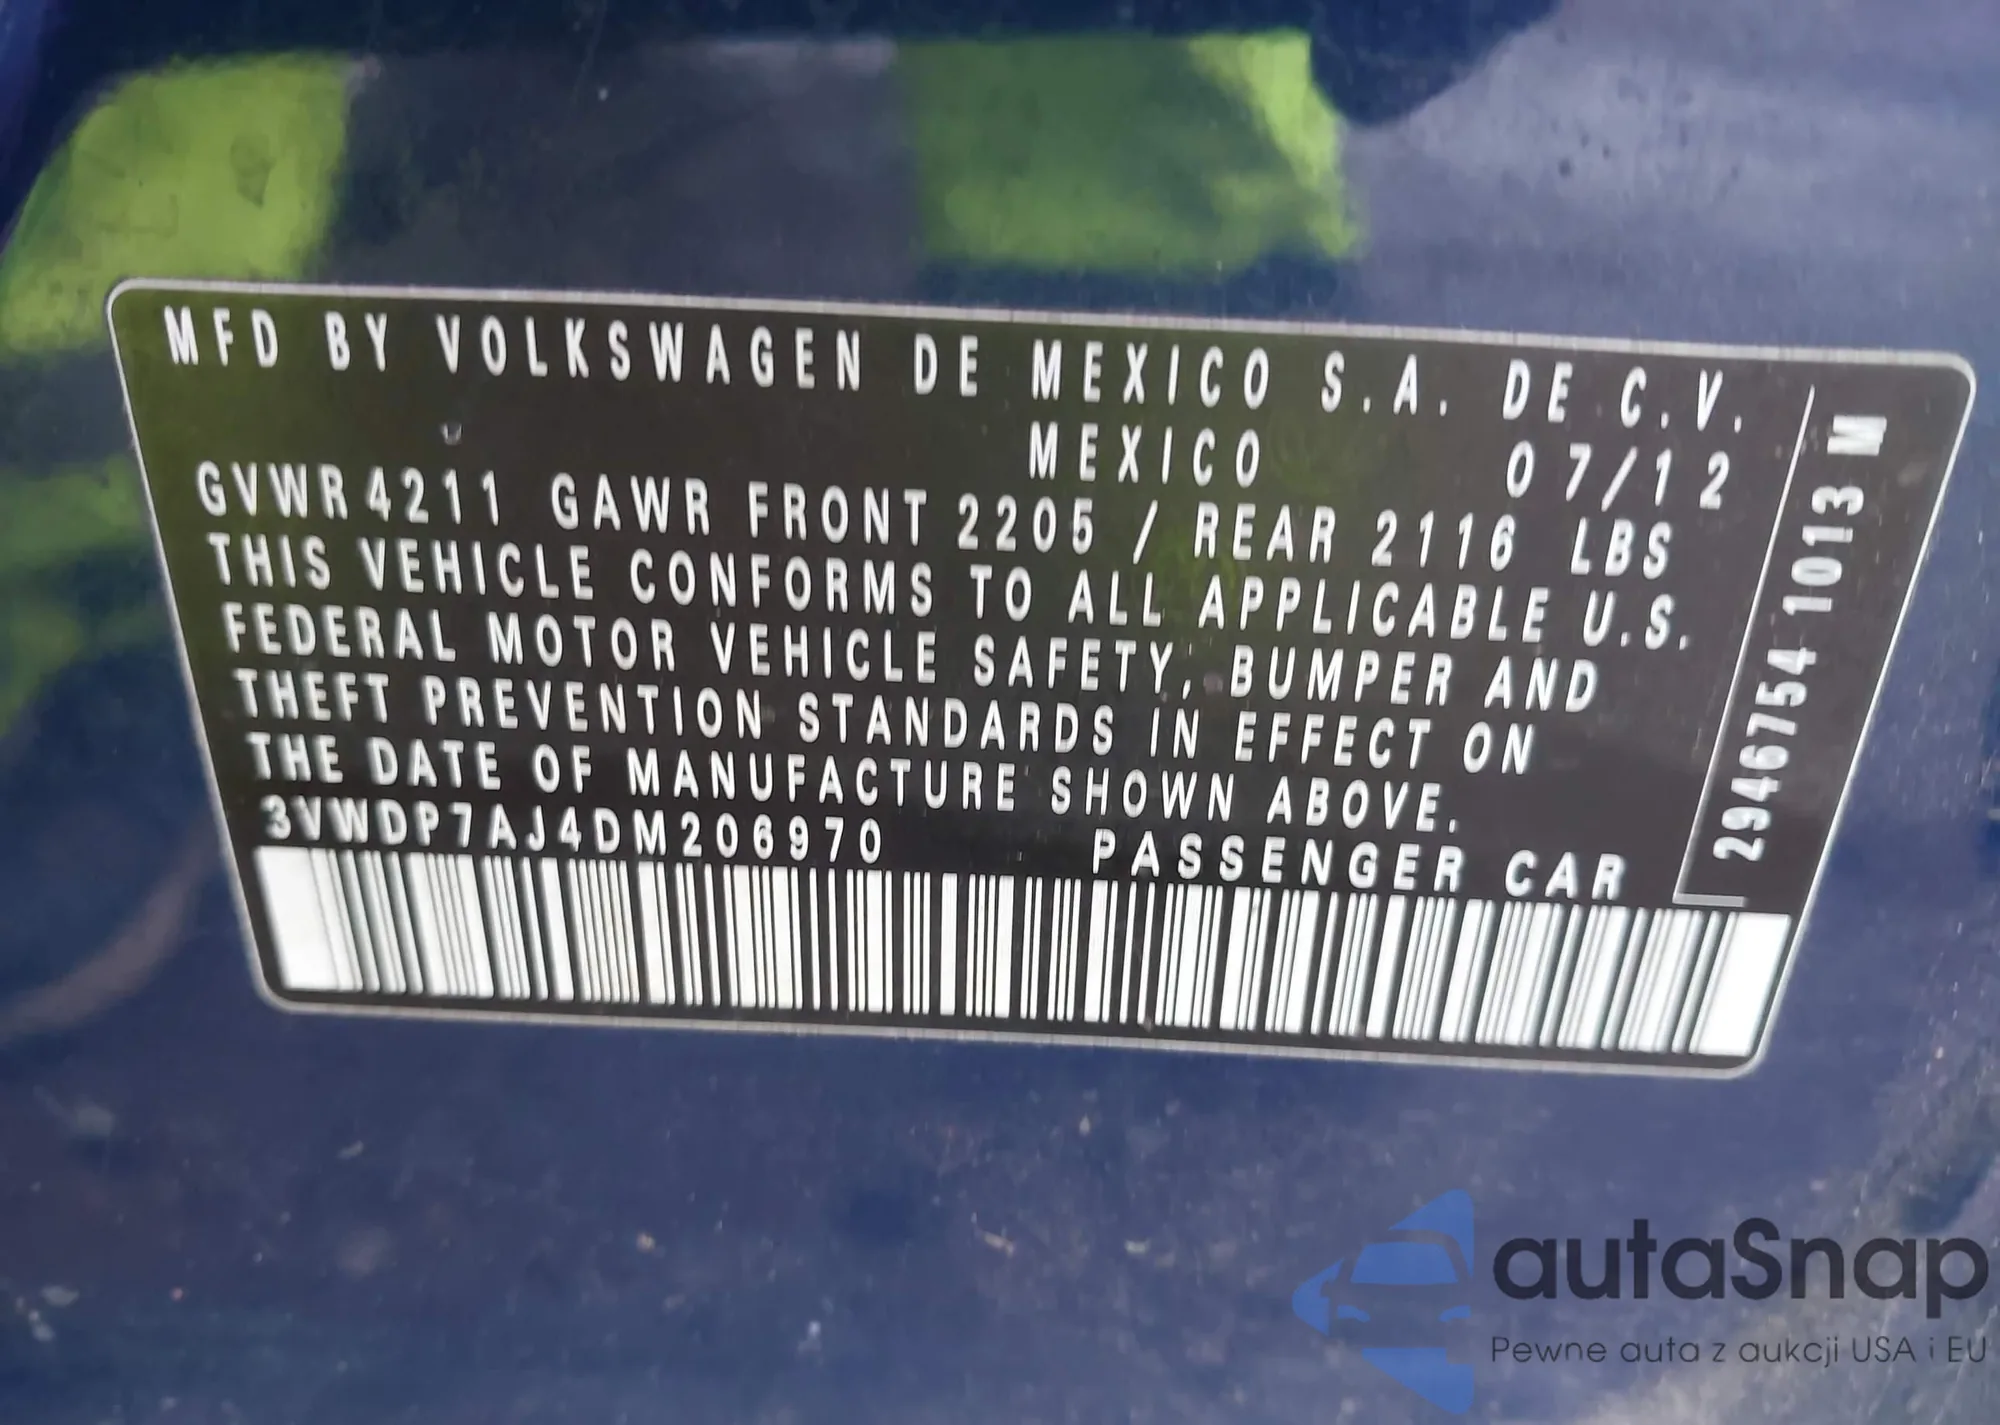 MFD BY VOLKSWAGEN DE MEXICO S.A. DE C.V.
MEXICO 07/12
GVWR 4211 GAWR FRONT 2205 / REAR 2116 LBS
THIS VEHICLE CONFORMS TO ALL APPLICABLE U.S.
FEDERAL MOTOR VEHICLE SAFETY, BUMPER AND
THEFT PREVENTION STANDARDS IN EFFECT ON
THE DATE OF MANUFACTURE SHOWN ABOVE.
3VWDP7AJ4DM206970 PASSENGER CAR
2946754 1013 M
autaSnap
Pewne auta z aukcji USA i EU